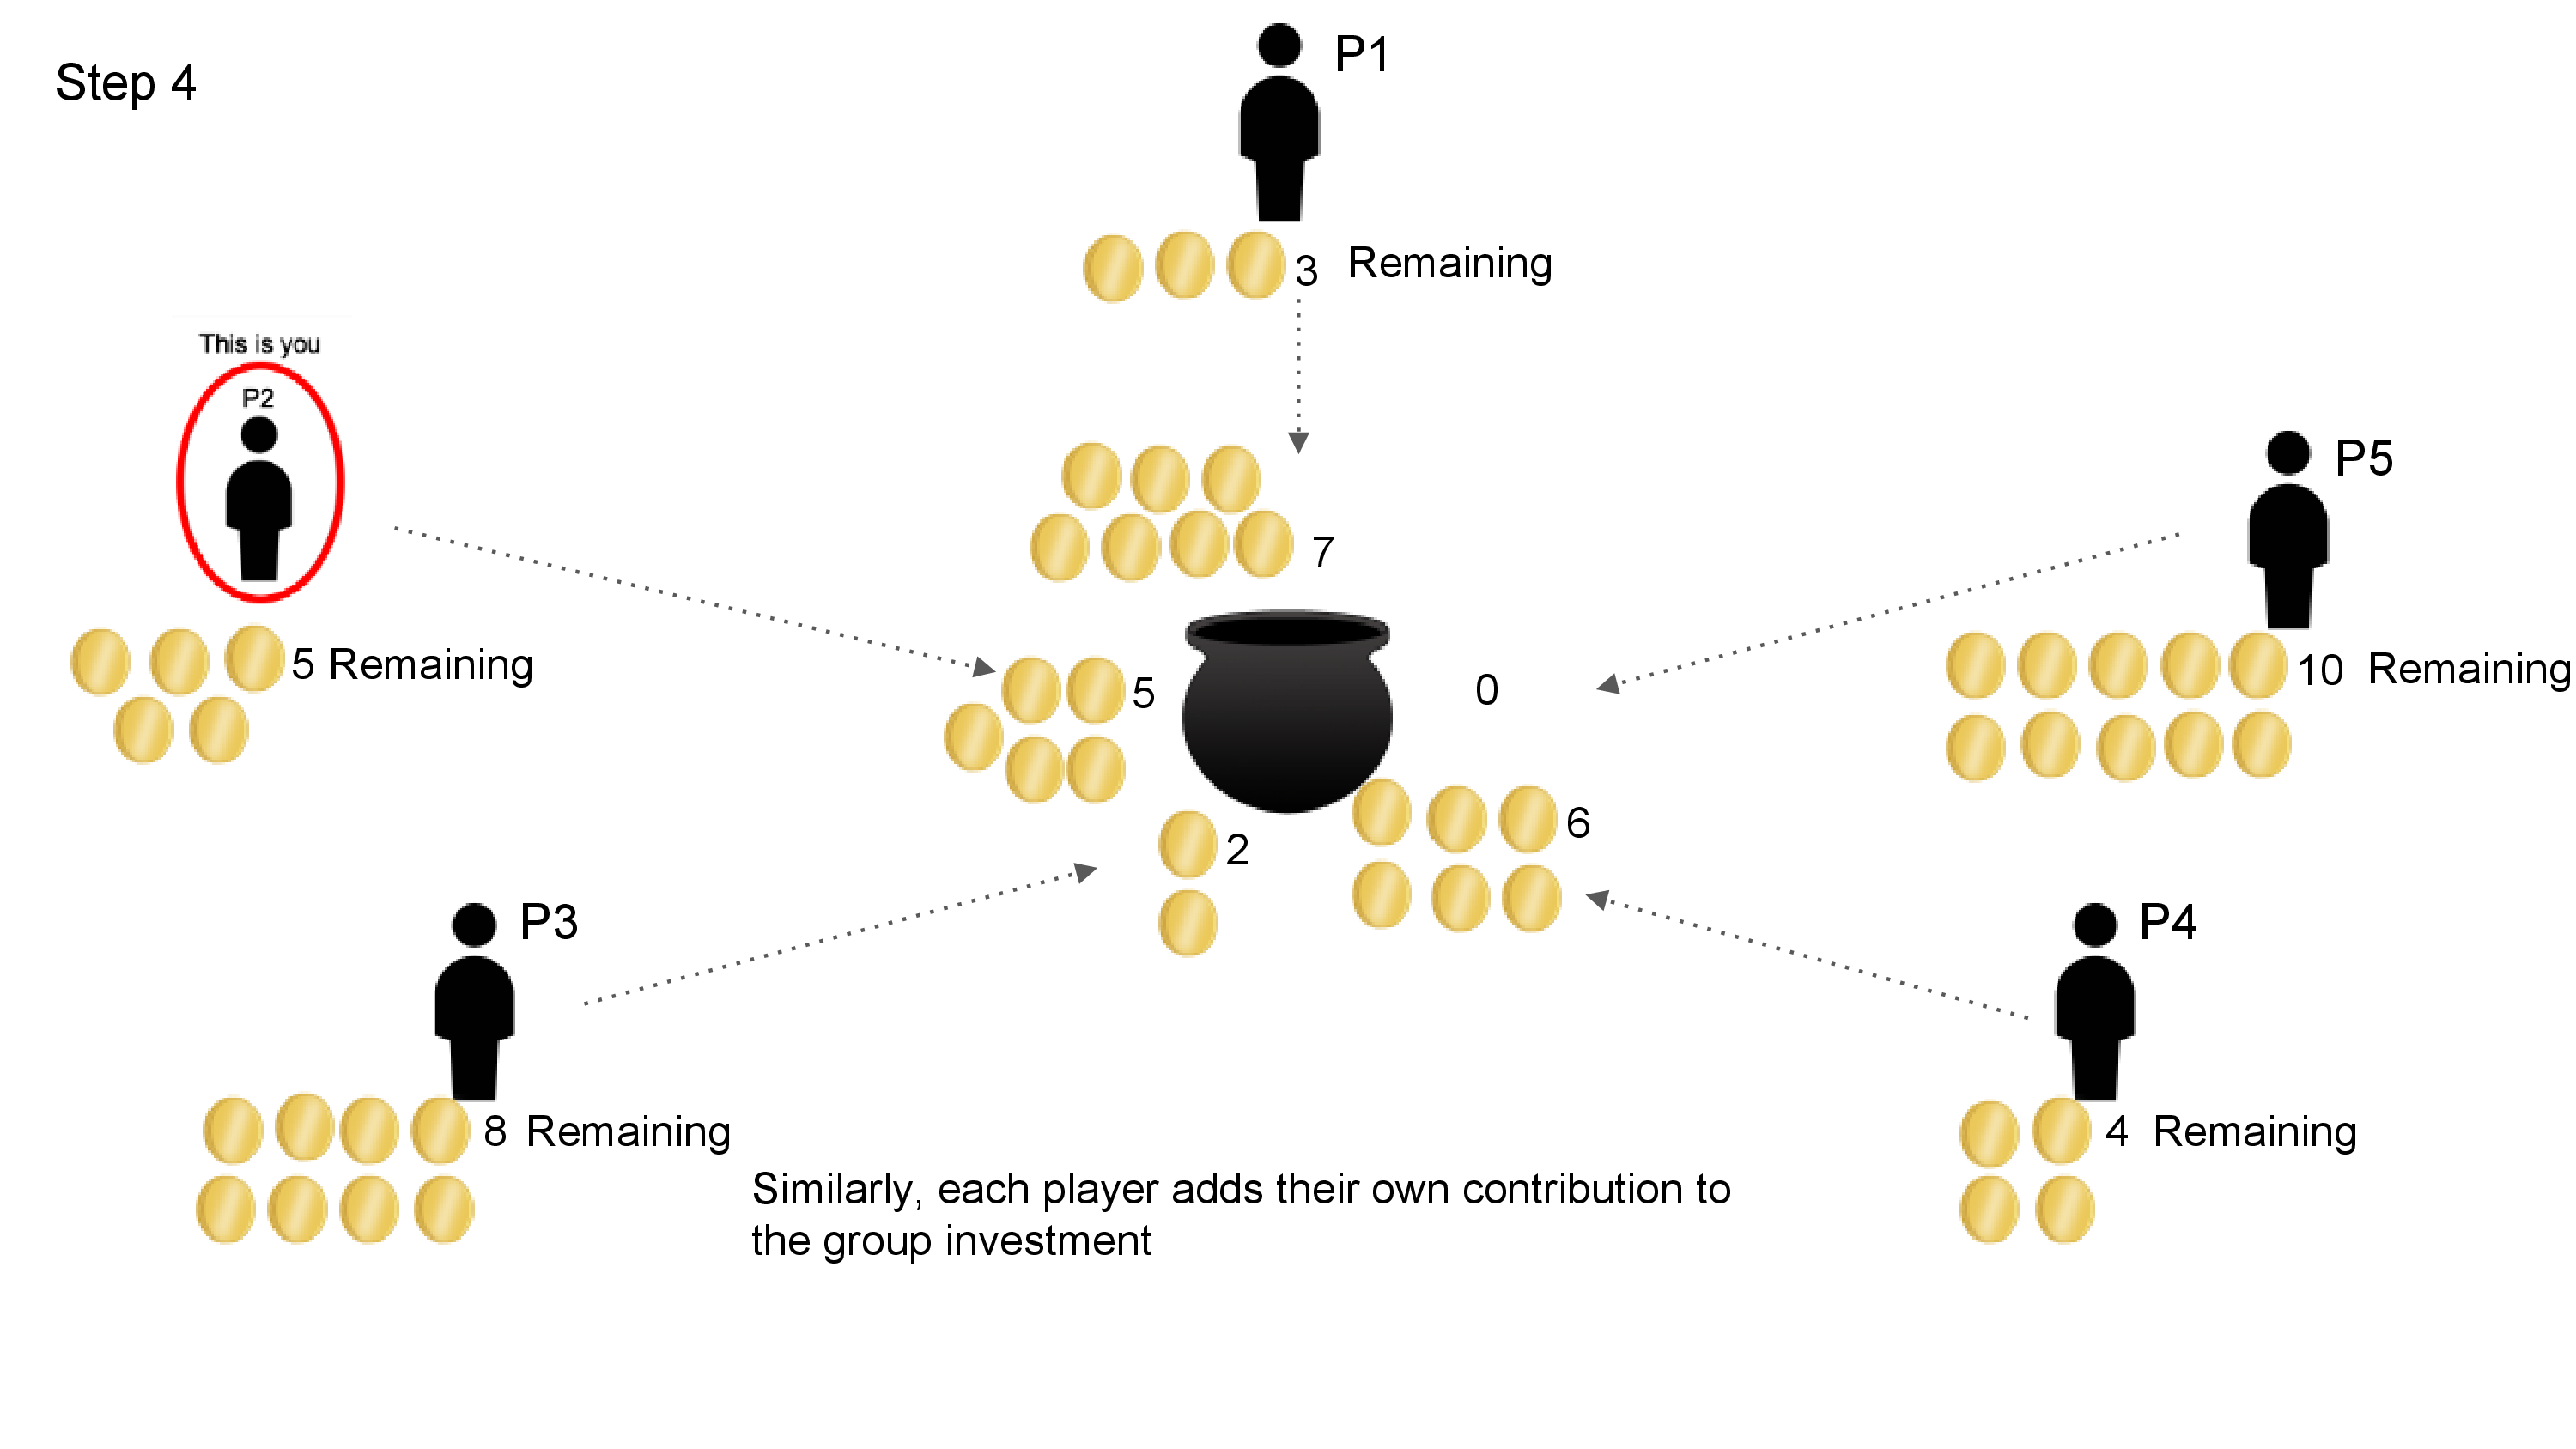 Step 4
P1
3 Remaining
This is you
P2
P5
7
5 Remaining
5
0
10 Remaining
2
6
P3
P4
8 Remaining
4 Remaining
Similarly, each player adds their own contribution to
the group investment